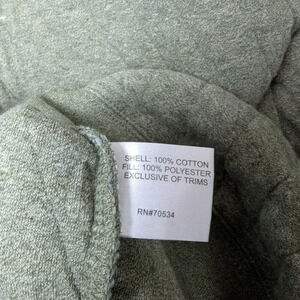 SHELL: 100% COTTON
FILL: 100% POLYESTER
EXCLUSIVE OF TRIMS
RN#70534